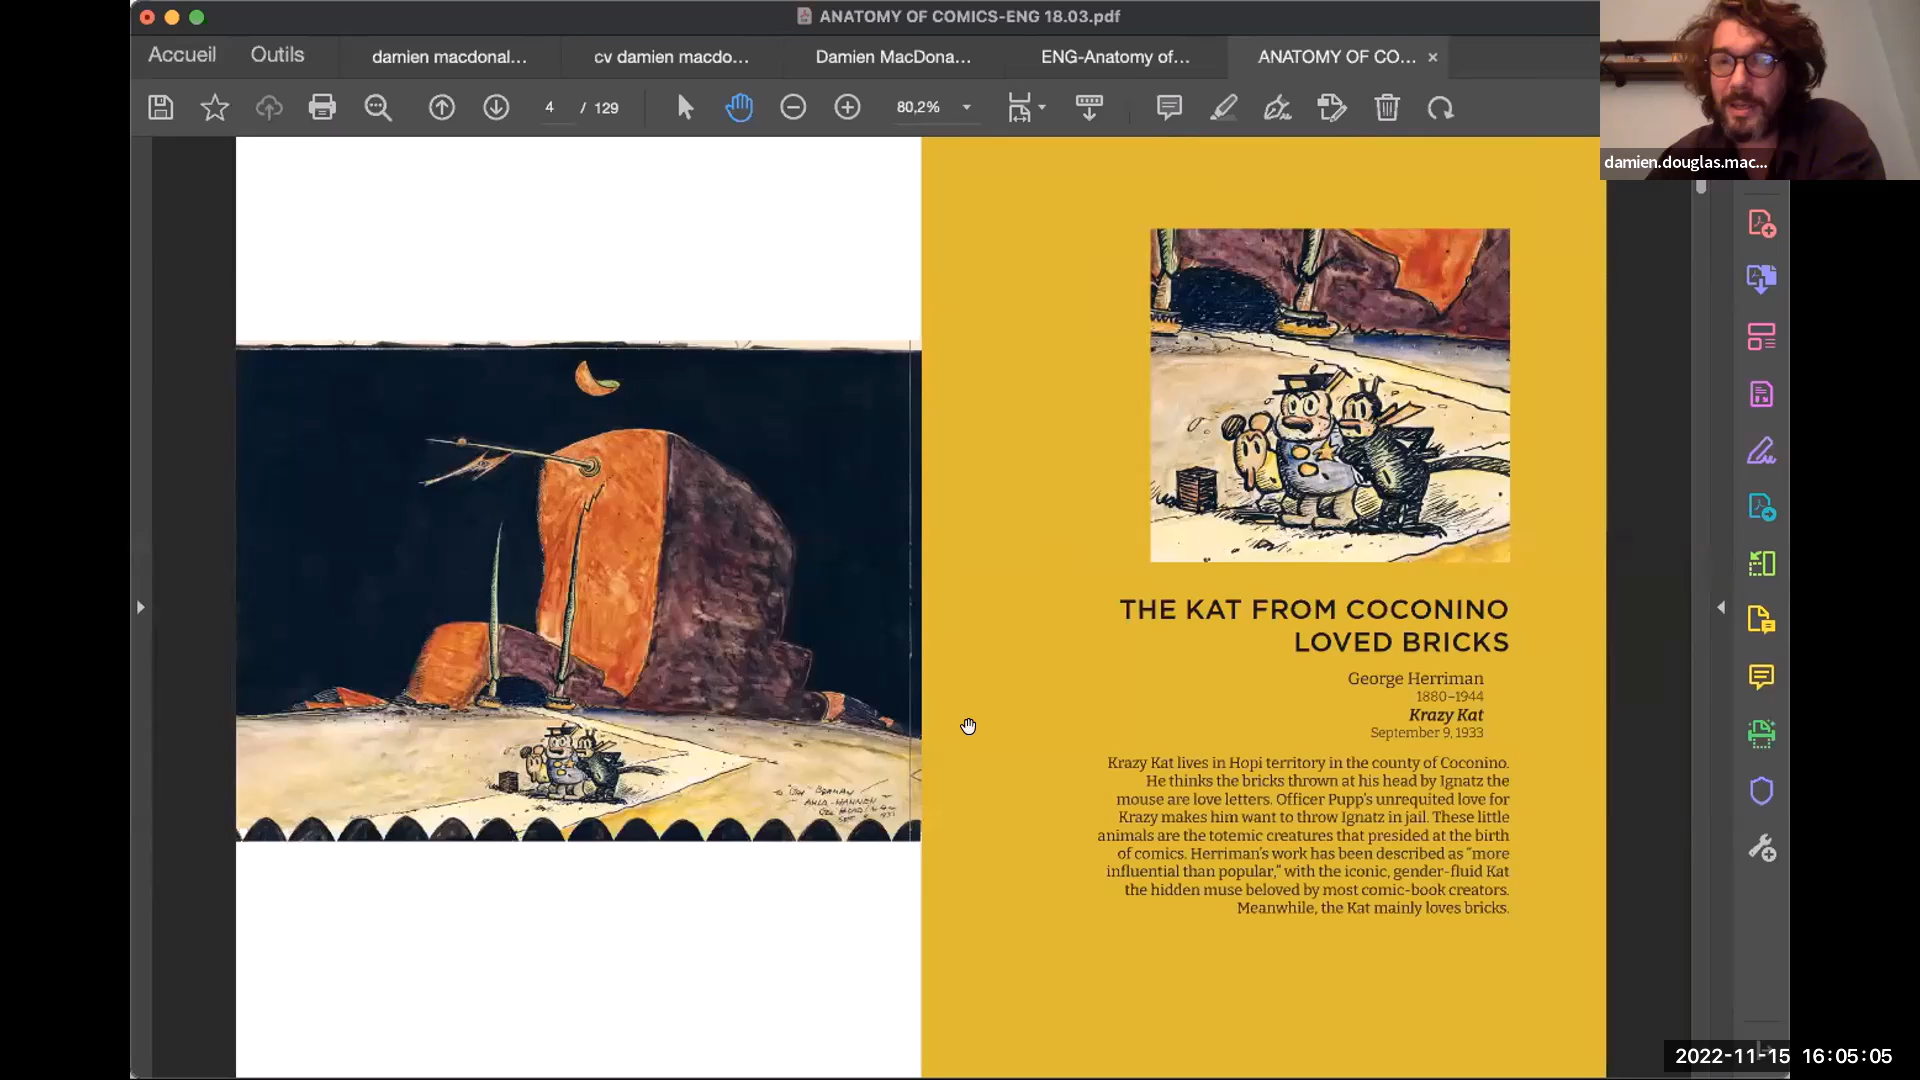 ANATOMY OF COMICS-ENG 18.03.pdf
Accueil
Outils
damien macdonal...
cv damien macdo...
Damien MacDona...
ENG-Anatomy of...
ANATOMY OF CO...
4 / 129
80,2%
damien.douglas.mac...
THE KAT FROM COCONINO
LOVED BRICKS
George Herriman
1880–1944
Krazy Kat
September 9, 1933
Krazy Kat lives in Hopi territory in the county of Coconino.
He thinks the bricks thrown at his head by Ignatz the
mouse are love letters. Officer Pupp's unrequited love for
Krazy makes him want to throw Ignatz in jail. These little
animals are the totemic creatures that presided at the birth
of comics. Herriman's work has been described as "more
influential than popular," with the iconic, gender-fluid Kat
the hidden muse beloved by most comic-book creators.
Meanwhile, the Kat mainly loves bricks.
2022-11-15 16:05:05